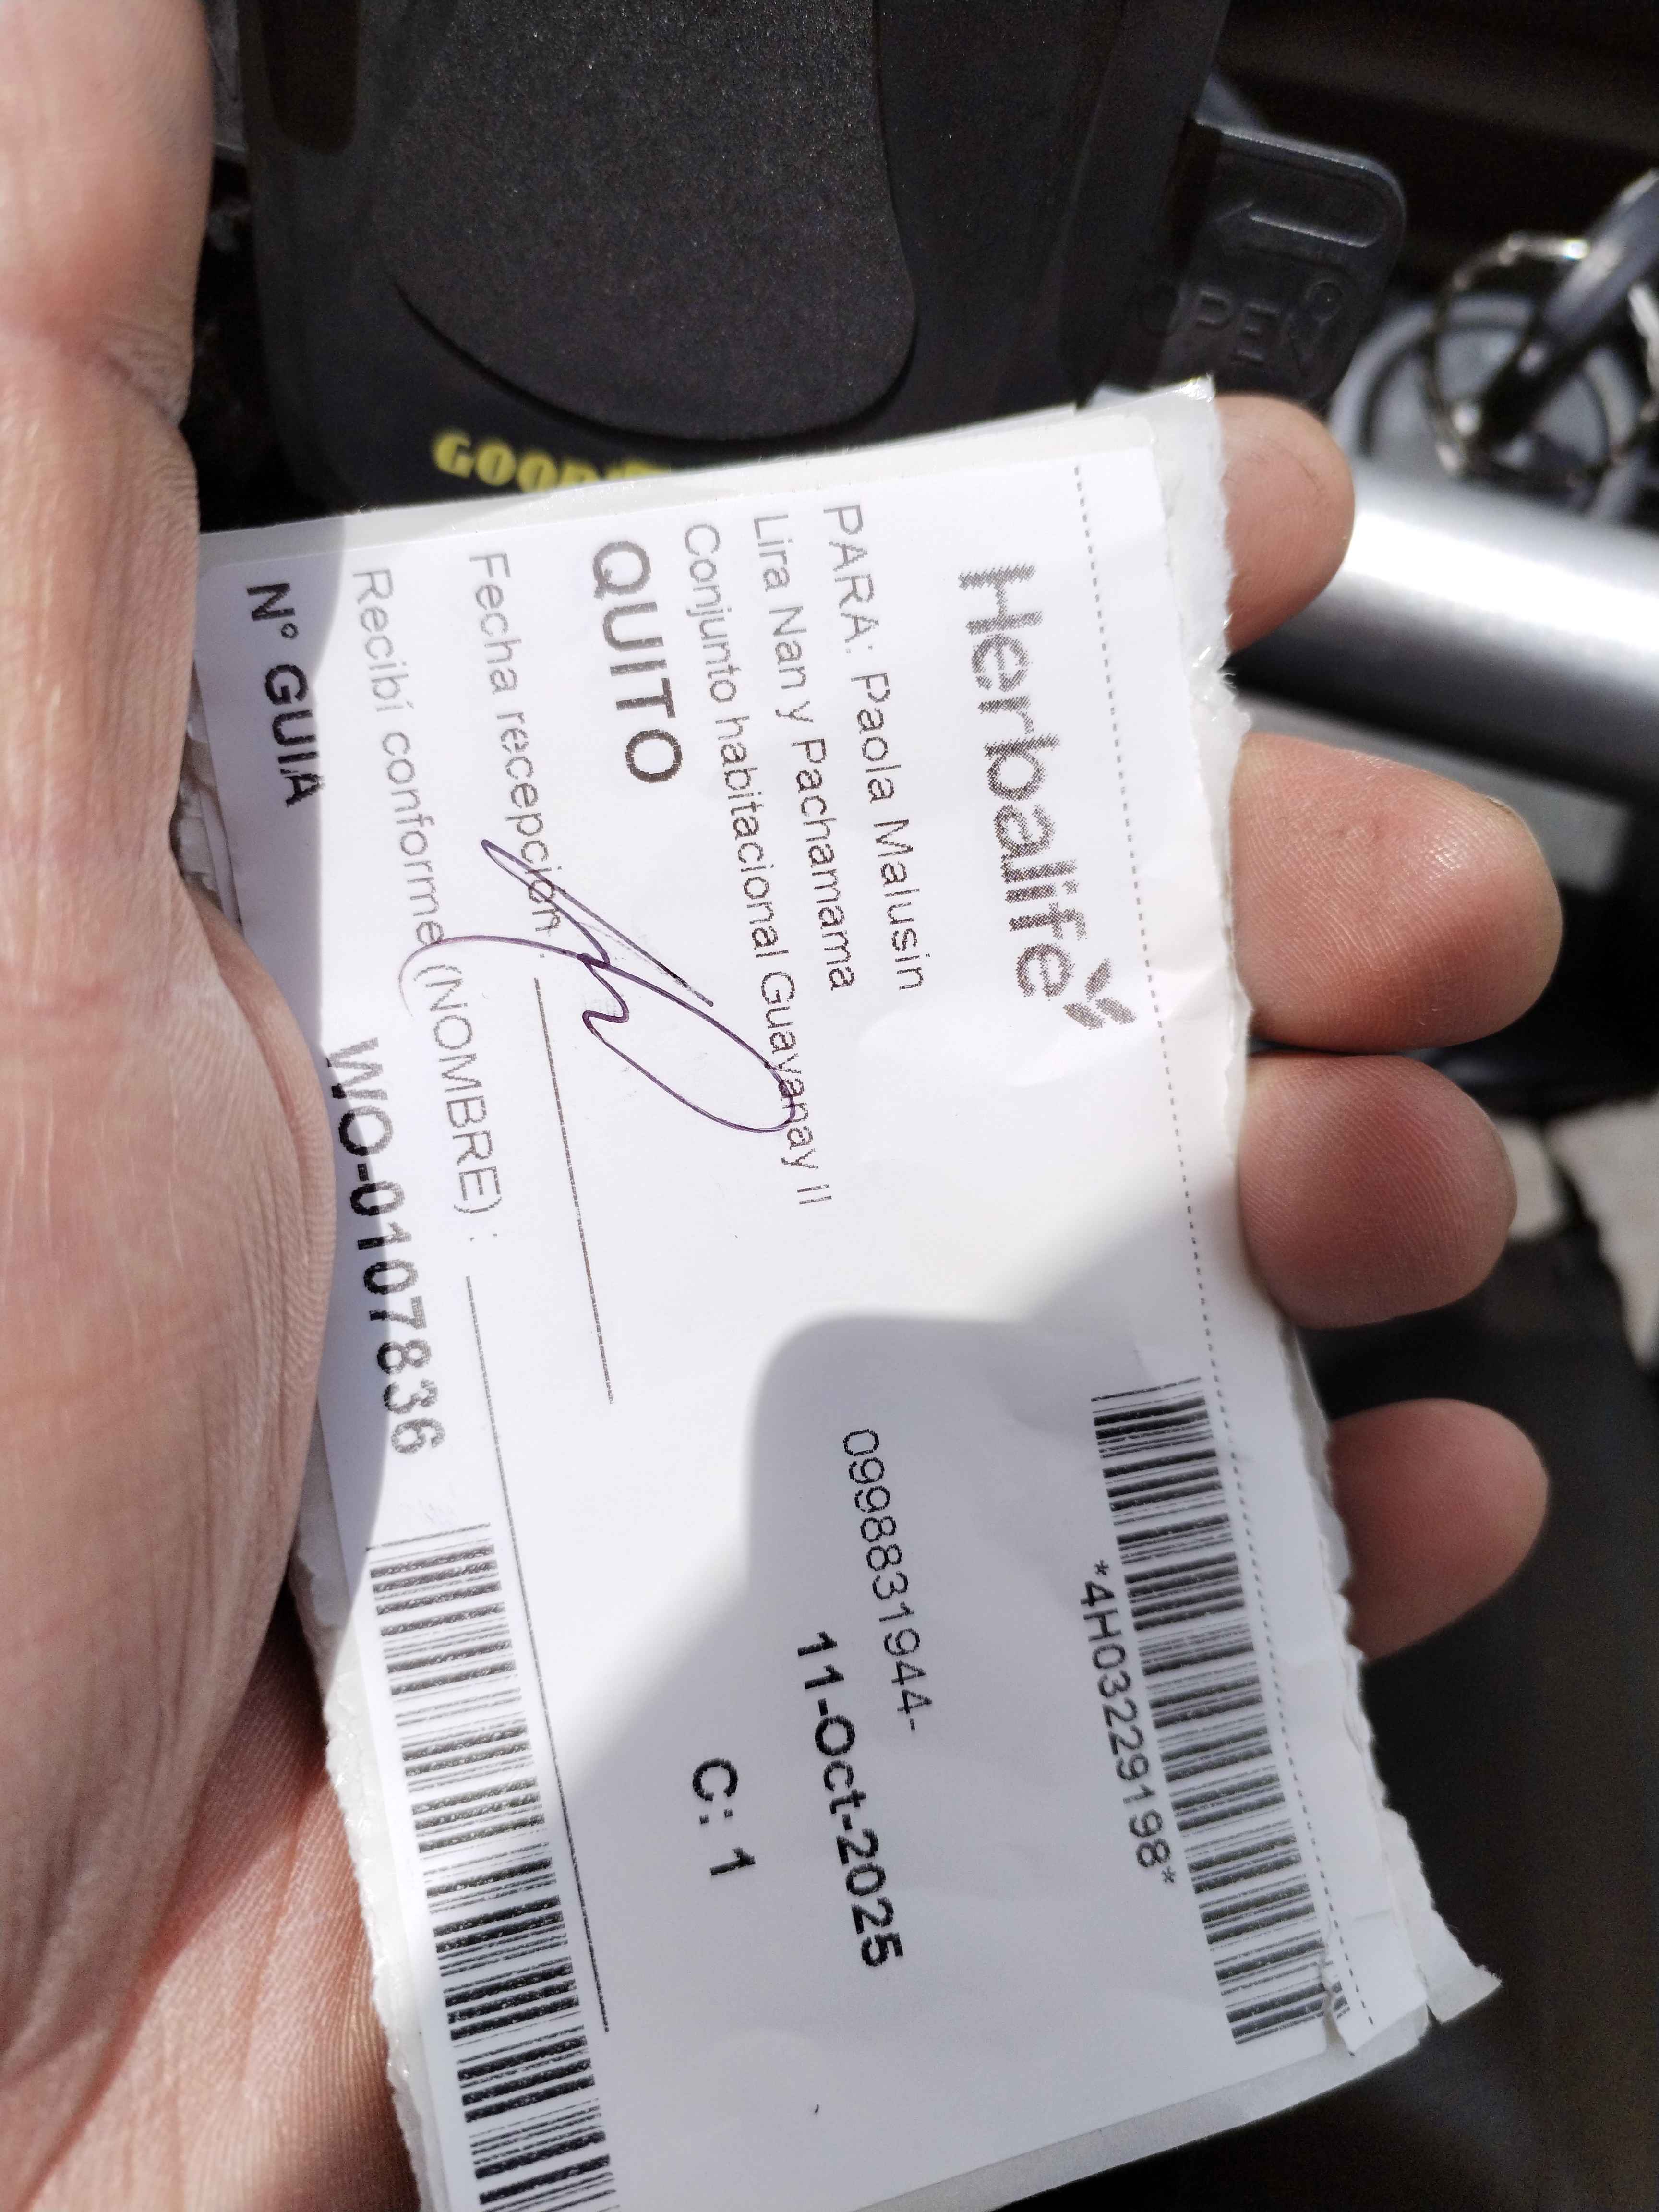 OPEN
GOOD
Herbalife
*4H03229198*
PARA: Paola Malusin
0998831944-
Lira Nan y Pachamama
11-Oct-2025
Conjunto habitacional Guayanay II
QUITO
C: 1
Fecha recepción :
Recibí conforme (NOMBRE) :
N° GUIA WO-0107836